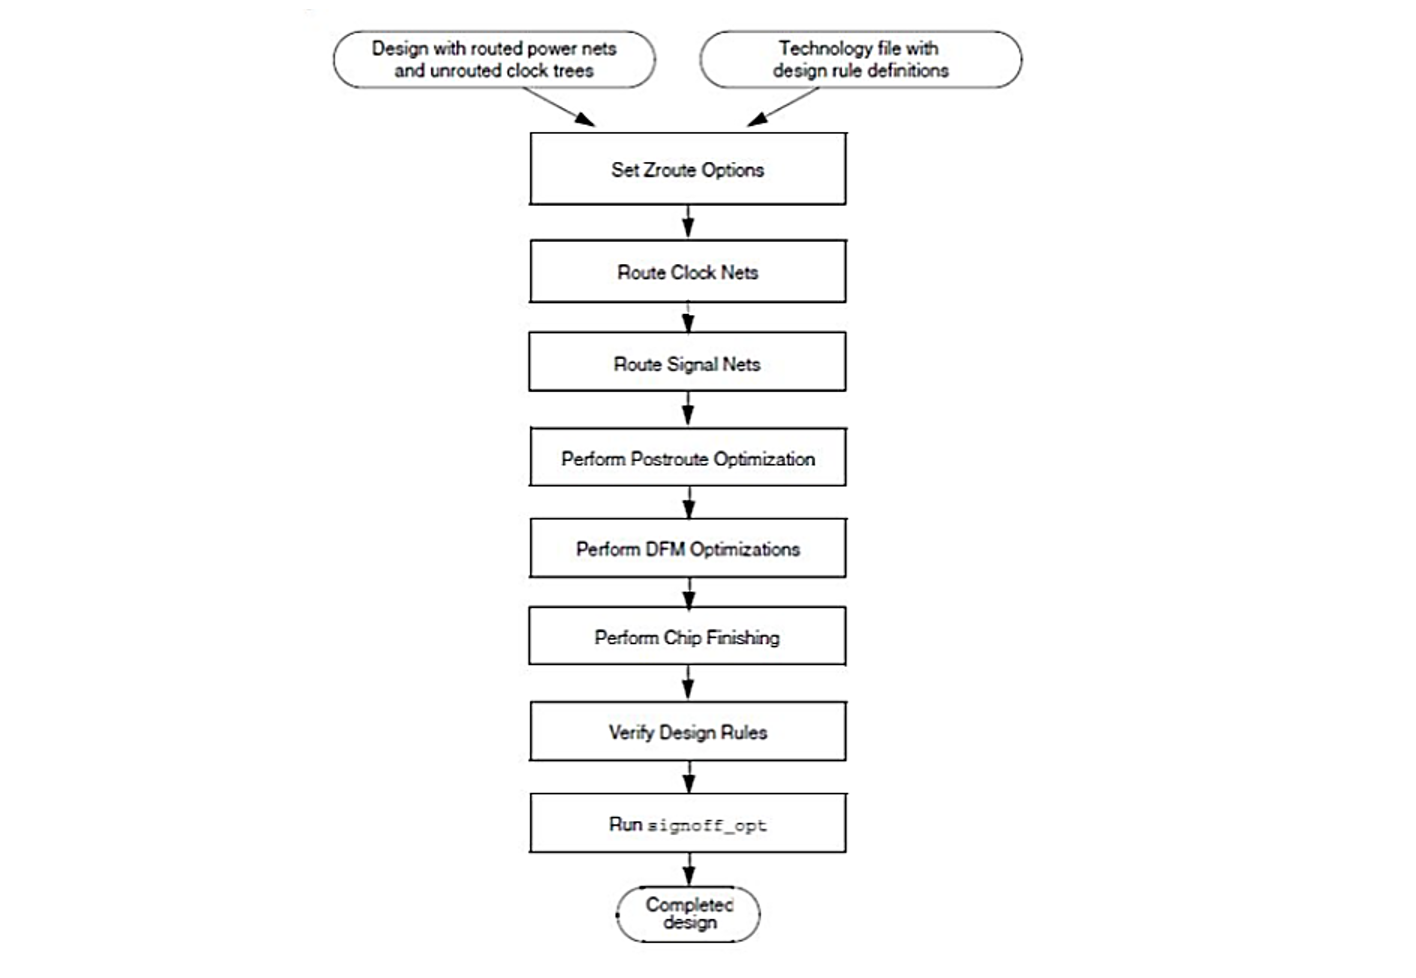 Design with routed power nets
and unrouted clock trees
Technology file with
design rule definitions
Set Zroute Options
Route Clock Nets
Route Signal Nets
Perform Postroute Optimization
Perform DFM Optimizations
Perform Chip Finishing
Verify Design Rules
Run signoff_opt
Completed
design